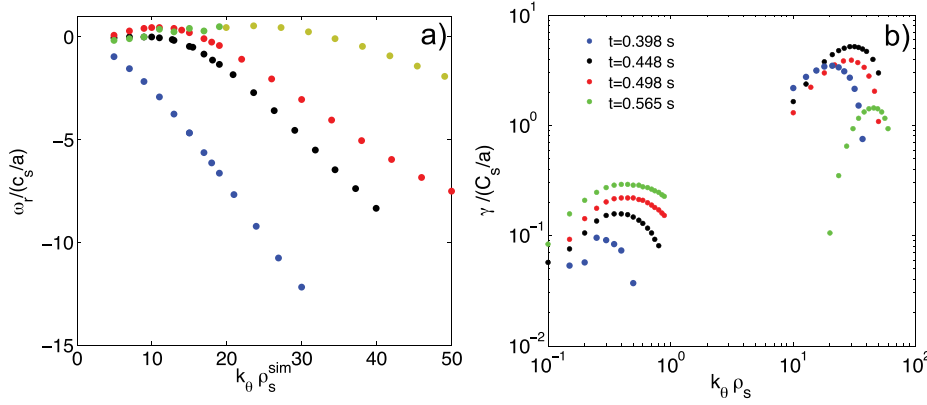 a)
0
−5
−10
−15
ω_r/(c_s/a)
0 10 20 30 40 50
k_θ ρ_s^sim
b)
t=0.398 s
t=0.448 s
t=0.498 s
t=0.565 s
10^2
10^1
10^0
10^−1
10^−2
γ /(C_s/a)
10^−1 10^0 10^1 10^2
k_θ ρ_s